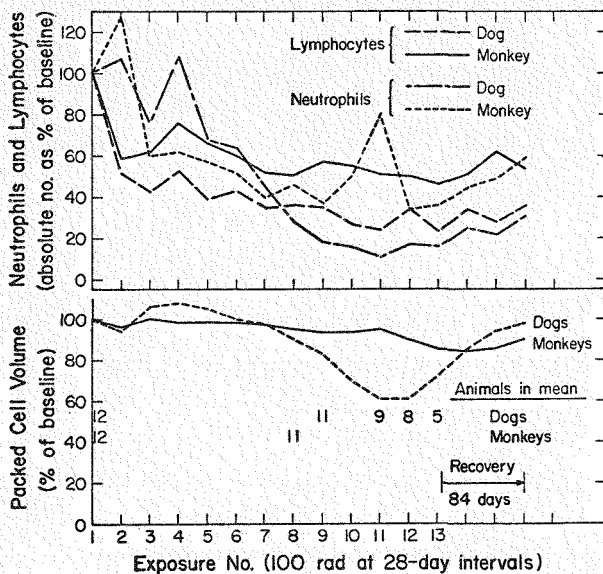 Neutrophils and Lymphocytes
(absolute no. as % of baseline)
120
100
80
60
40
20
0
Lymphocytes
Dog
Monkey
Neutrophils
Dog
Monkey
Packed Cell Volume
(% of baseline)
100
80
60
40
20
0
Dogs
Monkeys
Animals in mean
12 11 9 8 5 Dogs
12 11 Monkeys
Recovery
84 days
1 2 3 4 5 6 7 8 9 10 11 12 13
Exposure No. (100 rad at 28-day intervals)